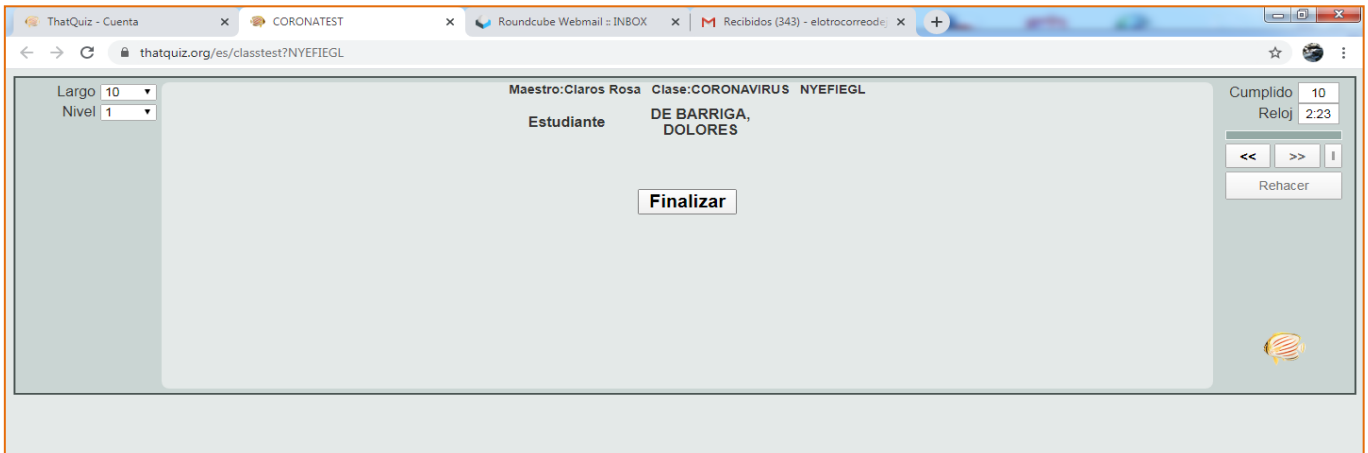 ThatQuiz - Cuenta
CORONATEST
Roundcube Webmail :: INBOX
Recibidos (343) - elotrocorreode
thatquiz.org/es/classtest?NYEFIEGL
Largo 10
Nivel 1
Maestro:Claros Rosa Clase:CORONAVIRUS NYEFIEGL
Estudiante DE BARRIGA,
DOLORES
Finalizar
Cumplido 10
Reloj 2:23
<< >> I
Rehacer